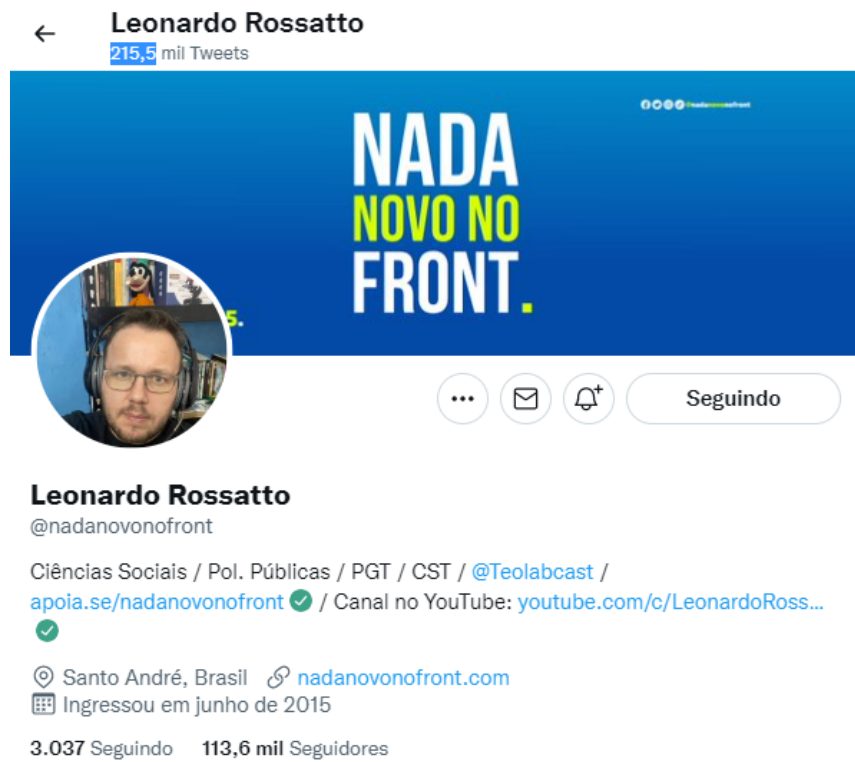 Leonardo Rossatto
215,5 mil Tweets
@nadanovonofront
NADA
NOVO NO
FRONT.
S.
Seguindo
Leonardo Rossatto
@nadanovonofront
Ciências Sociais / Pol. Públicas / PGT / CST / @Teolabcast /
apoia.se/nadanovonofront / Canal no YouTube: youtube.com/c/LeonardoRoss...
Santo André, Brasil nadanovonofront.com
Ingressou em junho de 2015
3.037 Seguindo 113,6 mil Seguidores